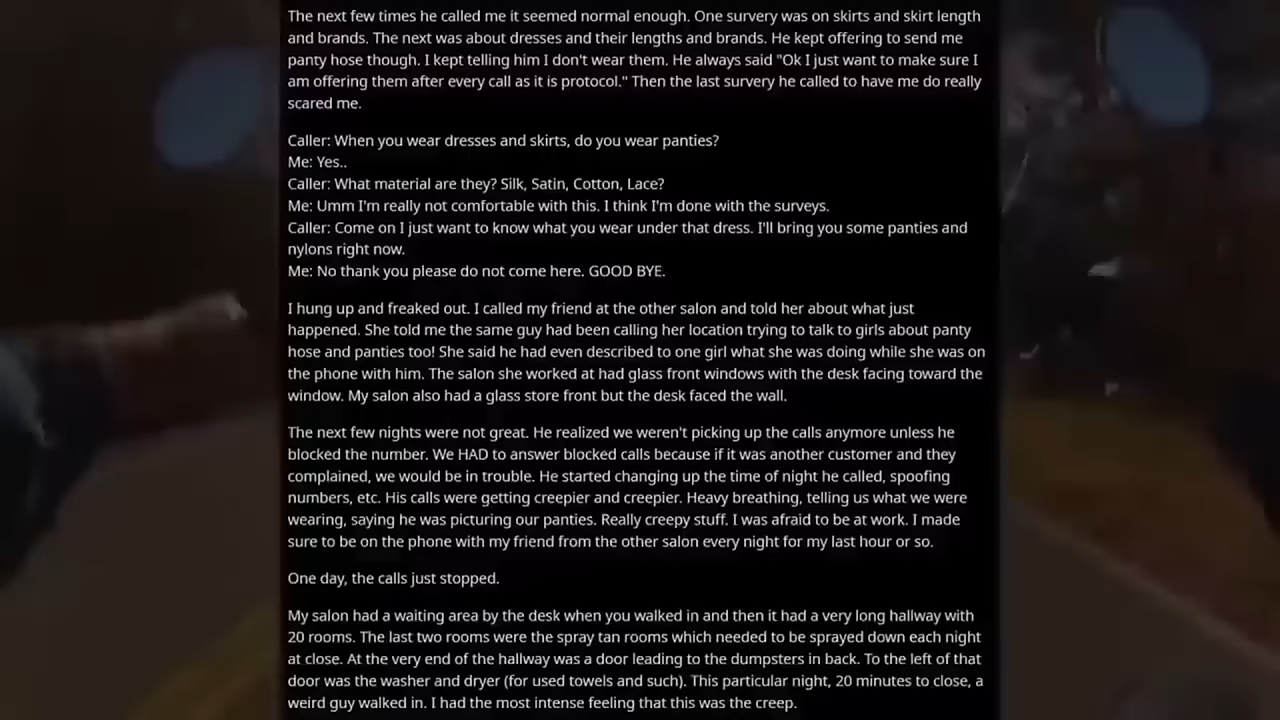 The next few times he called me it seemed normal enough. One survery was on skirts and skirt length
and brands. The next was about dresses and their lengths and brands. He kept offering to send me
panty hose though. I kept telling him I don't wear them. He always said "Ok I just want to make sure I
am offering them after every call as it is protocol." Then the last survery he called to have me do really
scared me.
Caller: When you wear dresses and skirts, do you wear panties?
Me: Yes..
Caller: What material are they? Silk, Satin, Cotton, Lace?
Me: Umm I'm really not comfortable with this. I think I'm done with the surveys.
Caller: Come on I just want to know what you wear under that dress. I'll bring you some panties and
nylons right now.
Me: No thank you please do not come here. GOOD BYE.
I hung up and freaked out. I called my friend at the other salon and told her about what just
happened. She told me the same guy had been calling her location trying to talk to girls about panty
hose and panties too! She said he had even described to one girl what she was doing while she was on
the phone with him. The salon she worked at had glass front windows with the desk facing toward the
window. My salon also had a glass store front but the desk faced the wall.
The next few nights were not great. He realized we weren't picking up the calls anymore unless he
blocked the number. We HAD to answer blocked calls because if it was another customer and they
complained, we would be in trouble. He started changing up the time of night he called, spoofing
numbers, etc. His calls were getting creepier and creepier. Heavy breathing, telling us what we were
wearing, saying he was picturing our panties. Really creepy stuff. I was afraid to be at work. I made
sure to be on the phone with my friend from the other salon every night for my last hour or so.
One day, the calls just stopped.
My salon had a waiting area by the desk when you walked in and then it had a very long hallway with
20 rooms. The last two rooms were the spray tan rooms which needed to be sprayed down each night
at close. At the very end of the hallway was a door leading to the dumpsters in back. To the left of that
door was the washer and dryer (for used towels and such). This particular night, 20 minutes to close, a
weird guy walked in. I had the most intense feeling that this was the creep.